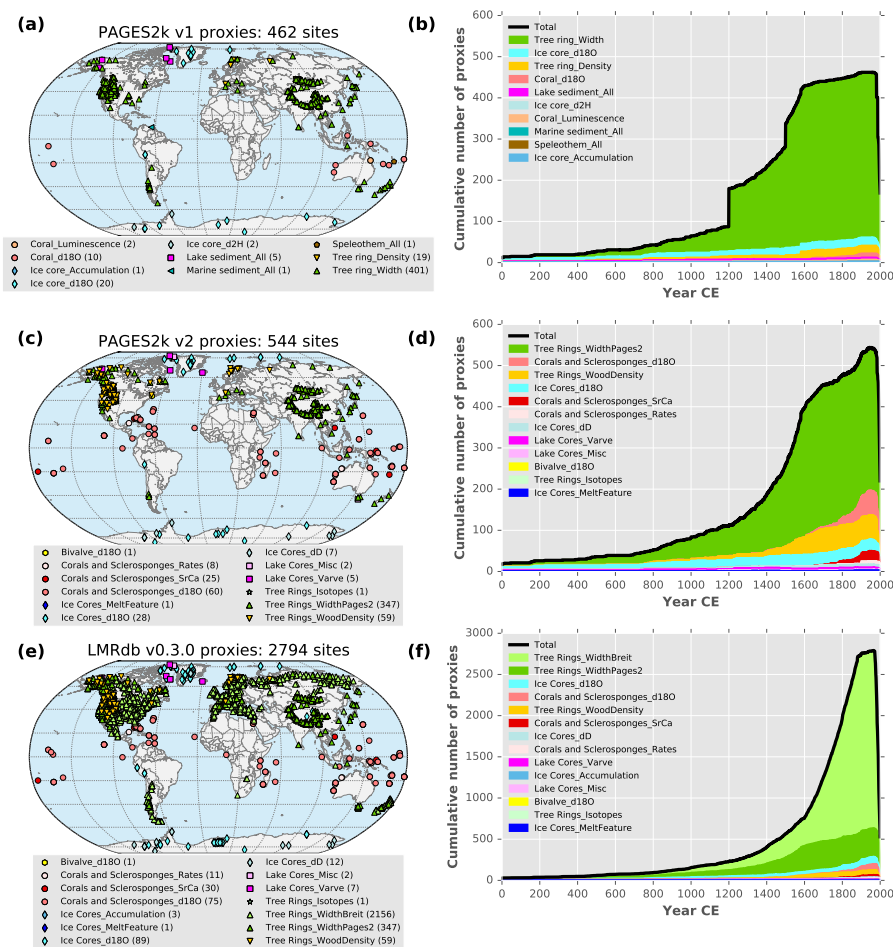 (a)
PAGES2k v1 proxies: 462 sites
Coral_Luminescence (2)
Coral_d18O (10)
Ice core_Accumulation (1)
Ice core_d18O (20)
Ice core_d2H (2)
Lake sediment_All (5)
Marine sediment_All (1)
Speleothem_All (1)
Tree ring_Density (19)
Tree ring_Width (401)
(b)
Cumulative number of proxies
600
500
400
300
200
100
0
Total
Tree ring_Width
Ice core_d18O
Tree ring_Density
Coral_d18O
Lake sediment_All
Ice core_d2H
Coral_Luminescence
Marine sediment_All
Speleothem_All
Ice core_Accumulation
0 200 400 600 800 1000 1200 1400 1600 1800 2000
Year CE
(c)
PAGES2k v2 proxies: 544 sites
Bivalve_d18O (1)
Corals and Sclerosponges_Rates (8)
Corals and Sclerosponges_SrCa (25)
Corals and Sclerosponges_d18O (60)
Ice Cores_MeltFeature (1)
Ice Cores_d18O (28)
Ice Cores_dD (7)
Lake Cores_Misc (2)
Lake Cores_Varve (5)
Tree Rings_Isotopes (1)
Tree Rings_WidthPages2 (347)
Tree Rings_WoodDensity (59)
(d)
Cumulative number of proxies
600
500
400
300
200
100
0
Total
Tree Rings_WidthPages2
Corals and Sclerosponges_d18O
Tree Rings_WoodDensity
Ice Cores_d18O
Corals and Sclerosponges_SrCa
Corals and Sclerosponges_Rates
Ice Cores_dD
Lake Cores_Varve
Lake Cores_Misc
Bivalve_d18O
Tree Rings_Isotopes
Ice Cores_MeltFeature
0 200 400 600 800 1000 1200 1400 1600 1800 2000
Year CE
(e)
LMRdb v0.3.0 proxies: 2794 sites
Bivalve_d18O (1)
Corals and Sclerosponges_Rates (11)
Corals and Sclerosponges_SrCa (30)
Corals and Sclerosponges_d18O (75)
Ice Cores_Accumulation (3)
Ice Cores_MeltFeature (1)
Ice Cores_d18O (89)
Ice Cores_dD (12)
Lake Cores_Misc (2)
Lake Cores_Varve (7)
Tree Rings_Isotopes (1)
Tree Rings_WidthBreit (2156)
Tree Rings_WidthPages2 (347)
Tree Rings_WoodDensity (59)
(f)
Cumulative number of proxies
3000
2500
2000
1500
1000
500
0
Total
Tree Rings_WidthBreit
Tree Rings_WidthPages2
Ice Cores_d18O
Corals and Sclerosponges_d18O
Tree Rings_WoodDensity
Corals and Sclerosponges_SrCa
Ice Cores_dD
Corals and Sclerosponges_Rates
Lake Cores_Varve
Ice Cores_Accumulation
Lake Cores_Misc
Bivalve_d18O
Tree Rings_Isotopes
Ice Cores_MeltFeature
0 200 400 600 800 1000 1200 1400 1600 1800 2000
Year CE